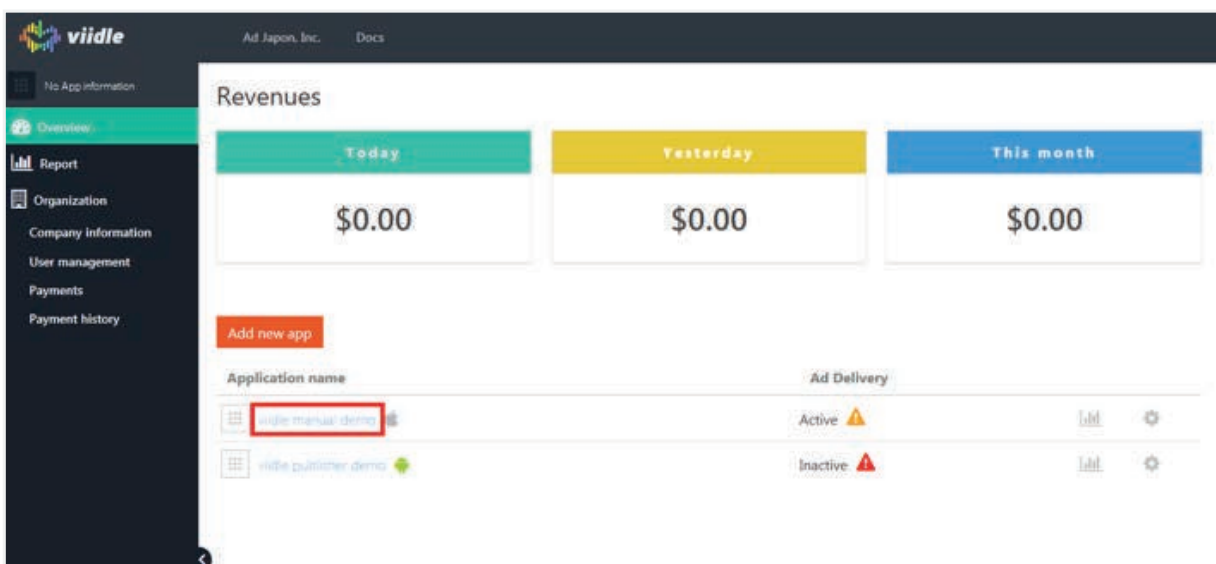 viidle
Ad Japon, Inc. Docs
No App information
Overview
Report
Organization
Company information
User management
Payments
Payment history
Revenues
Today Yesterday This month
$0.00 $0.00 $0.00
Add new app
Application name Ad Delivery
viidle manual demo Active
viidle publisher demo Inactive